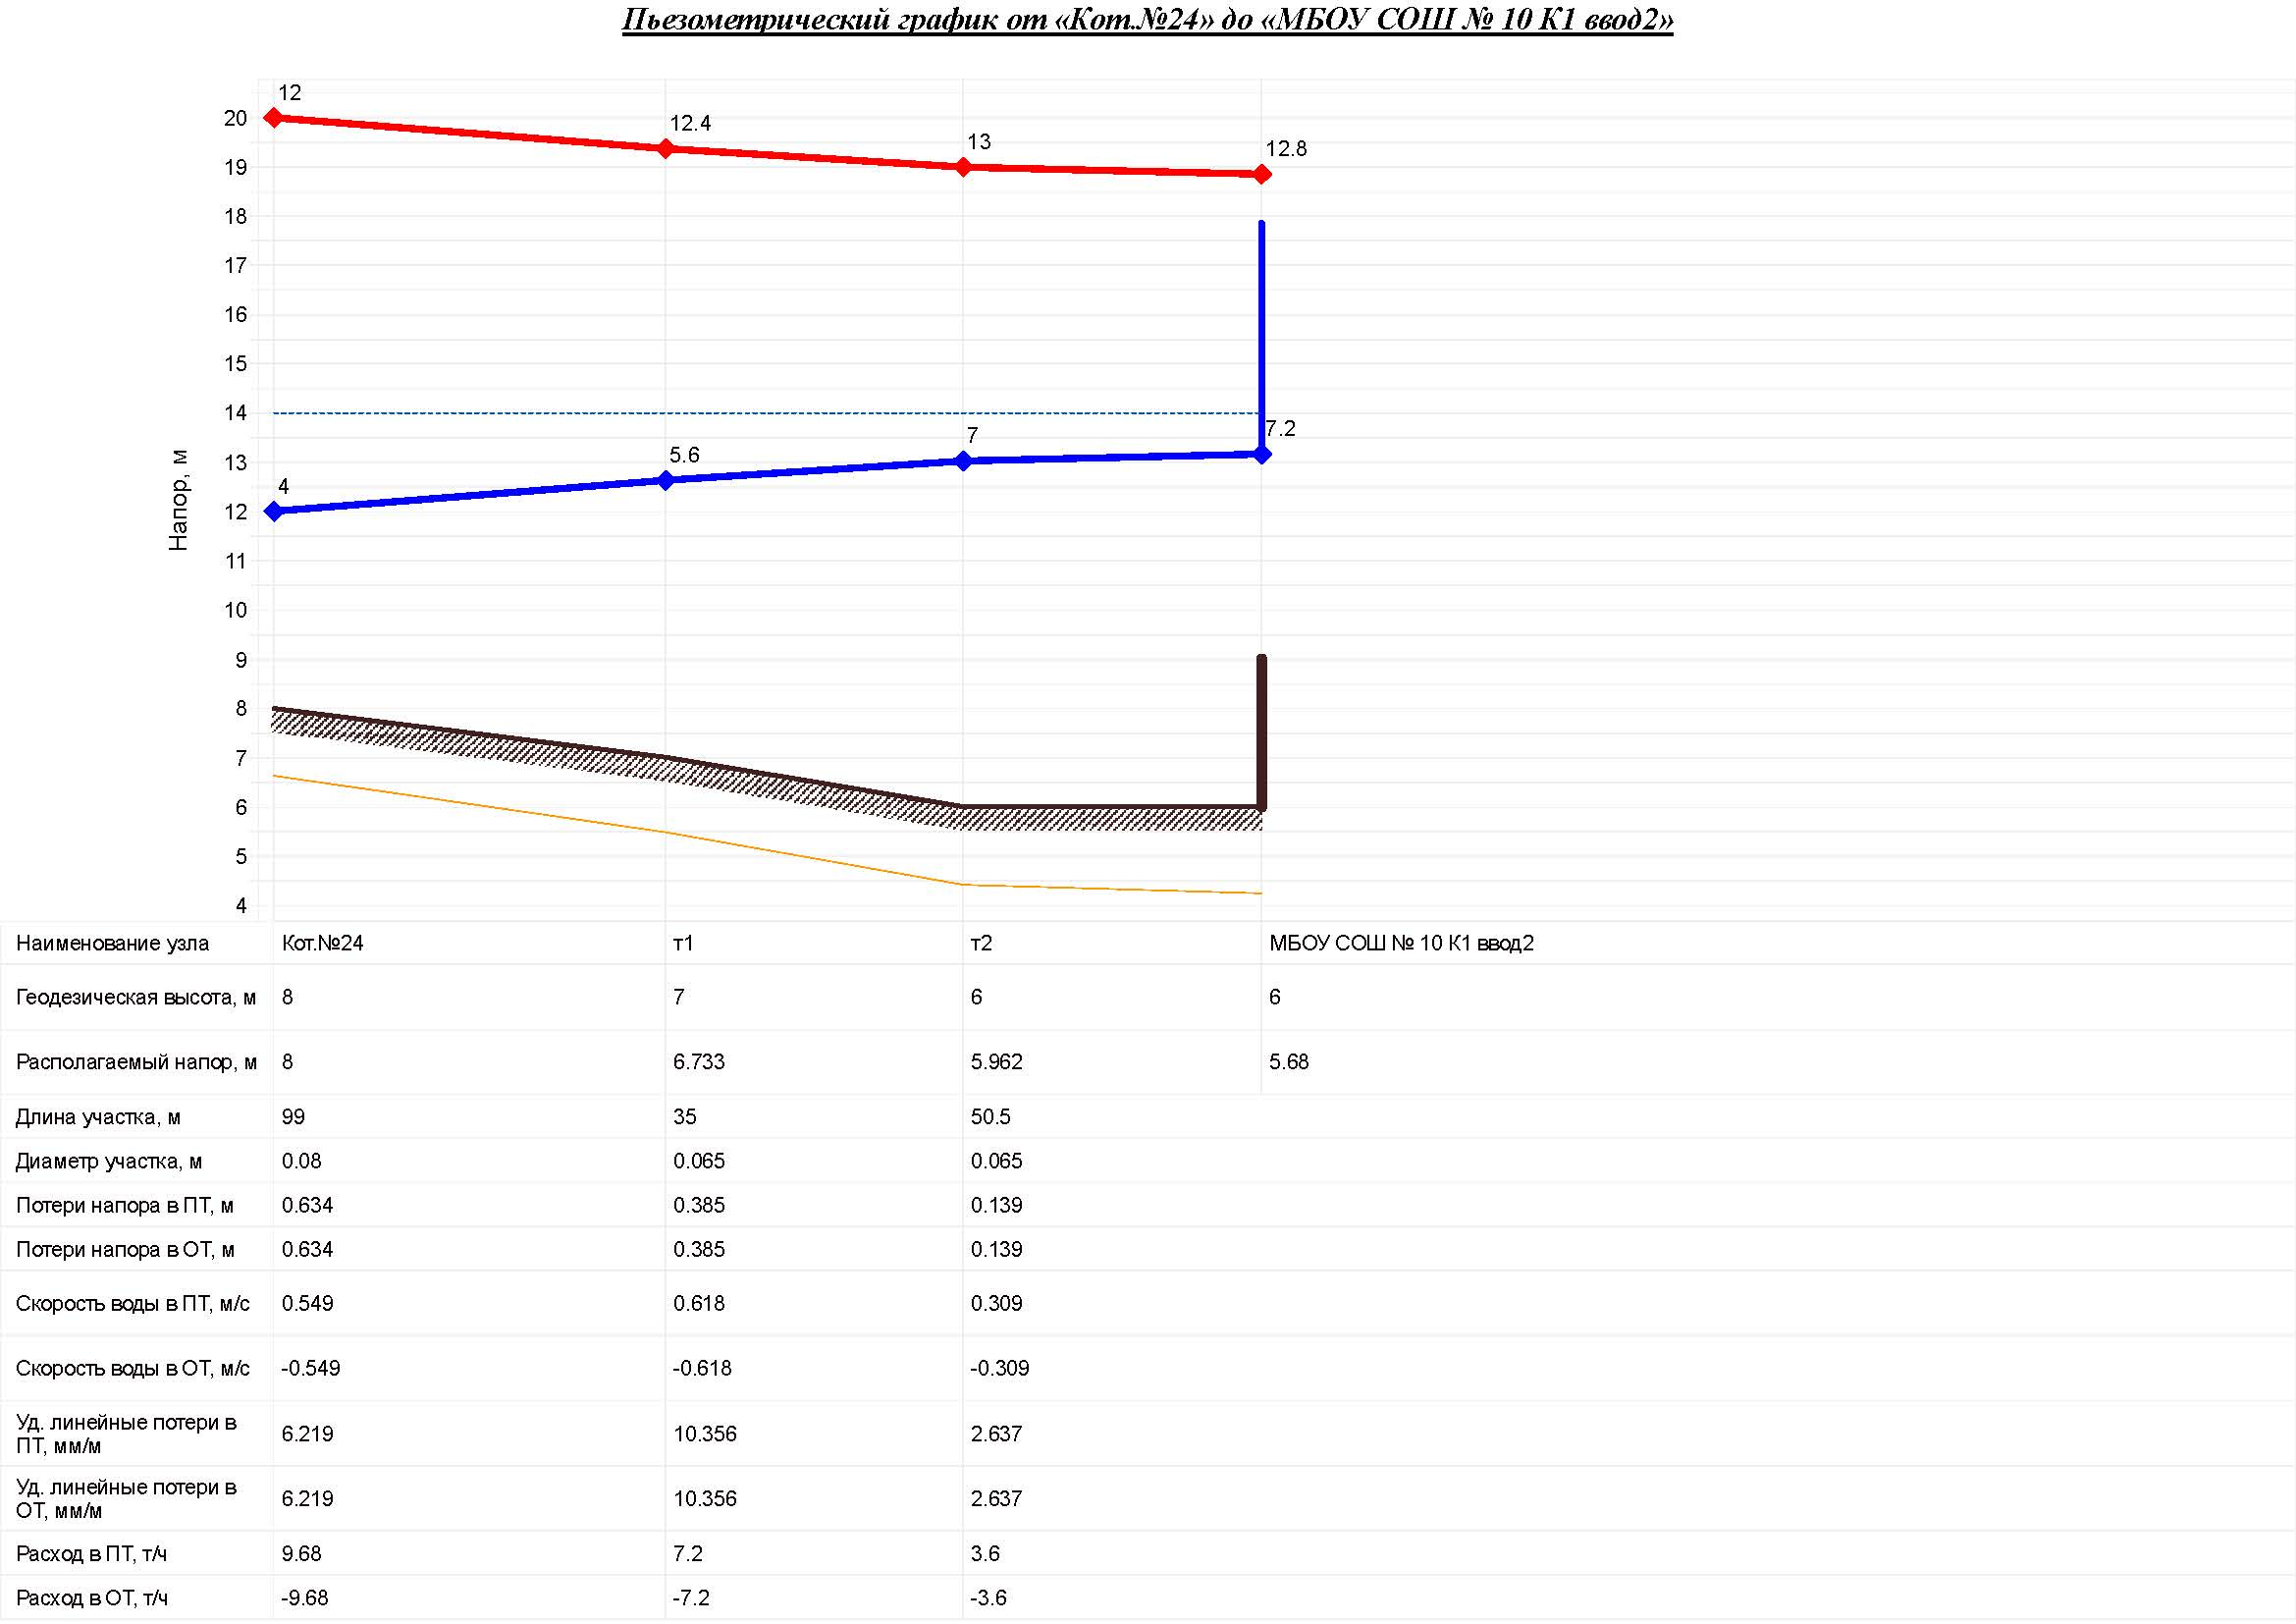 Пьезометрический график от «Кот.№24» до «МБОУ СОШ № 10 К1 ввод2»
12
20
12.4
13
12.8
19
18
17
16
15
14
7.2
7
5.6
13
4
12
Напор, м
11
10
9
8
7
6
5
4
Наименование узла Кот.№24 т1 т2 МБОУ СОШ № 10 К1 ввод2
Геодезическая высота, м 8 7 6 6
Располагаемый напор, м 8 6.733 5.962 5.68
Длина участка, м 99 35 50.5
Диаметр участка, м 0.08 0.065 0.065
Потери напора в ПТ, м 0.634 0.385 0.139
Потери напора в ОТ, м 0.634 0.385 0.139
Скорость воды в ПТ, м/с 0.549 0.618 0.309
Скорость воды в ОТ, м/с -0.549 -0.618 -0.309
Уд. линейные потери в
ПТ, мм/м 6.219 10.356 2.637
Уд. линейные потери в
ОТ, мм/м 6.219 10.356 2.637
Расход в ПТ, т/ч 9.68 7.2 3.6
Расход в ОТ, т/ч -9.68 -7.2 -3.6